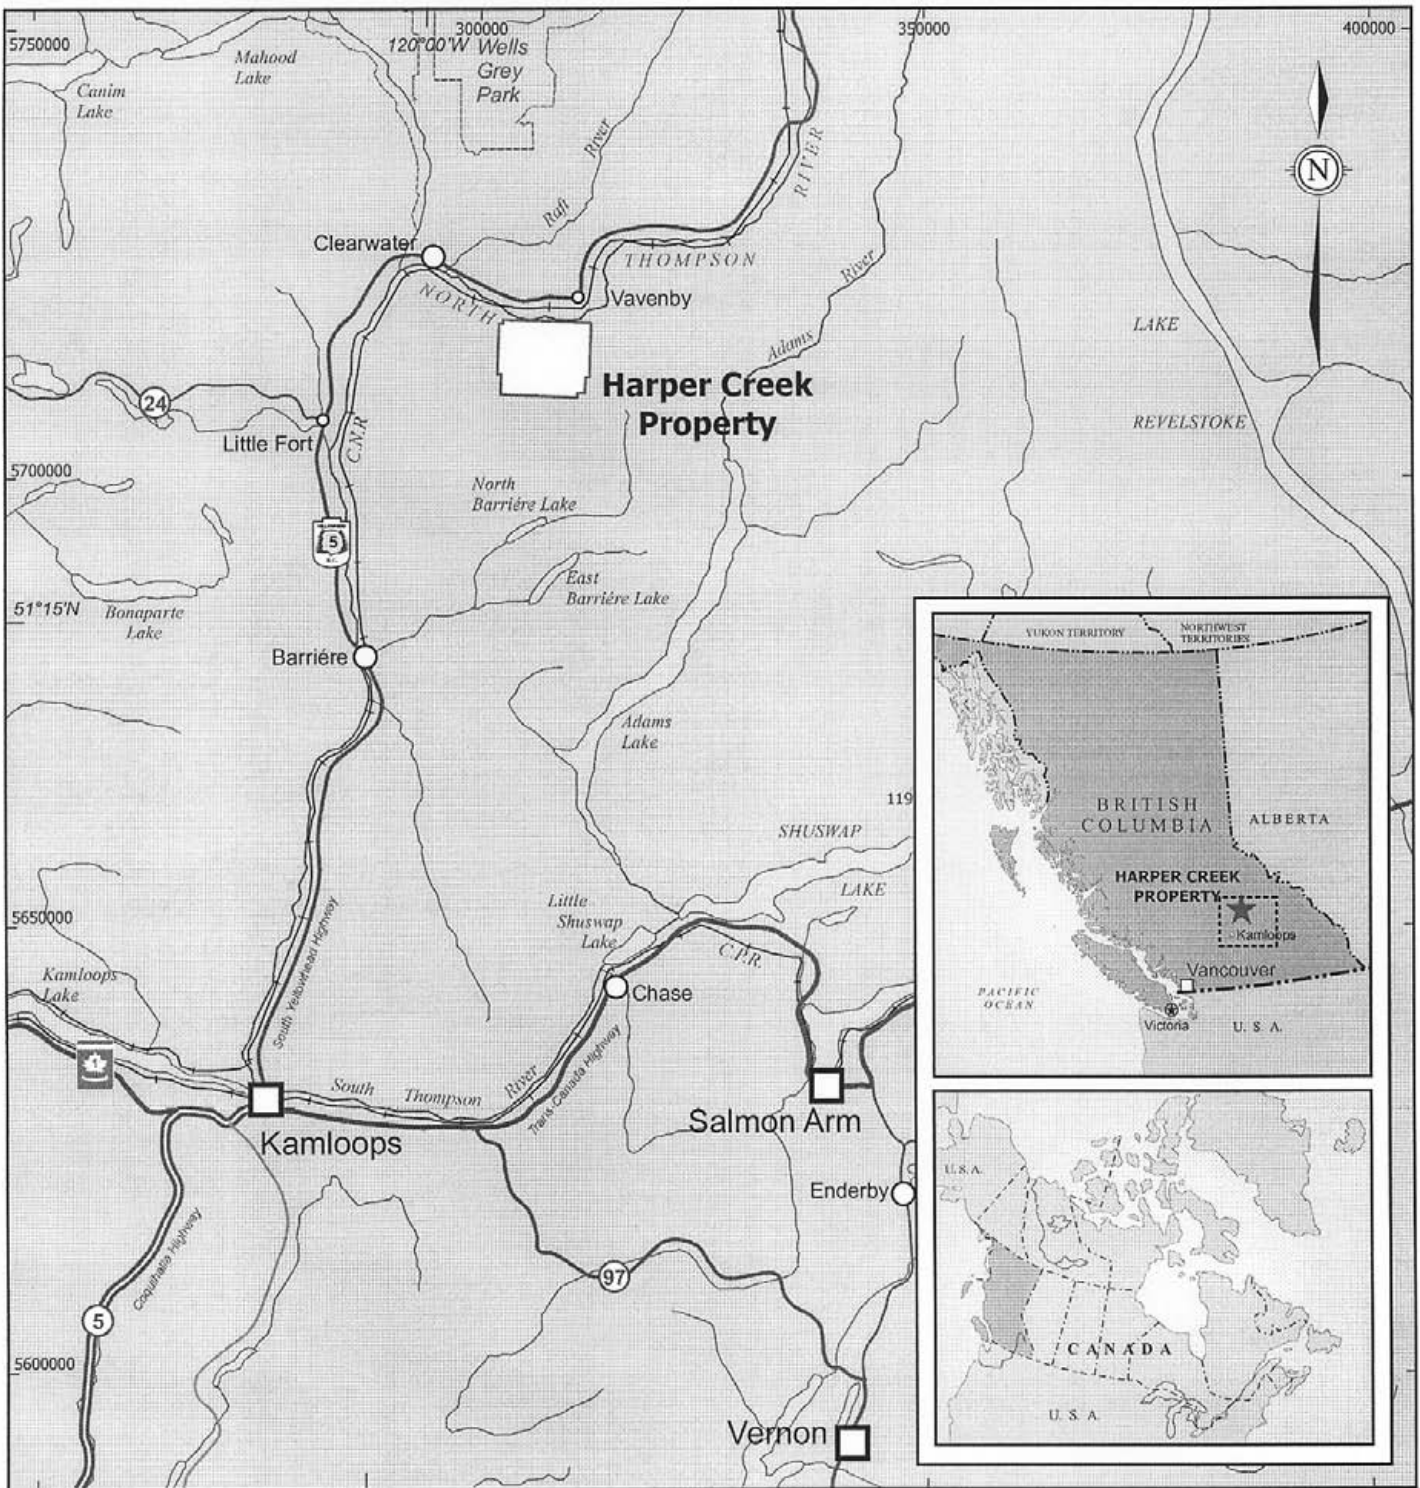 5750000
300000
350000
400000
120°00'W
Wells
Grey
Park
Mahood
Lake
Canim
Lake
River
Raft
RIVER
N
Clearwater
THOMPSON
River
NORTH
Vavenby
LAKE
Adams
Harper Creek
Property
24
REVELSTOKE
Little Fort
C.N.R
5700000
North
Barriére Lake
5
East
Barriére Lake
51°15'N
Bonaparte
Lake
Barriére
Adams
Lake
119
SHUSWAP
LAKE
Little
Shuswap
Lake
5650000
South Yellowhead Highway
C.P.R.
Kamloops
Lake
Chase
1
Trans-Canada Highway
South
Thompson
River
Kamloops
Salmon Arm
Enderby
Coquihalla Highway
97
5
5600000
Vernon
YUKON TERRITORY
NORTHWEST
TERRITORIES
BRITISH
COLUMBIA
ALBERTA
HARPER CREEK
PROPERTY
Kamloops
Vancouver
PACIFIC
OCEAN
Victoria
U. S. A.
U.S.A.
CANADA
U. S. A.